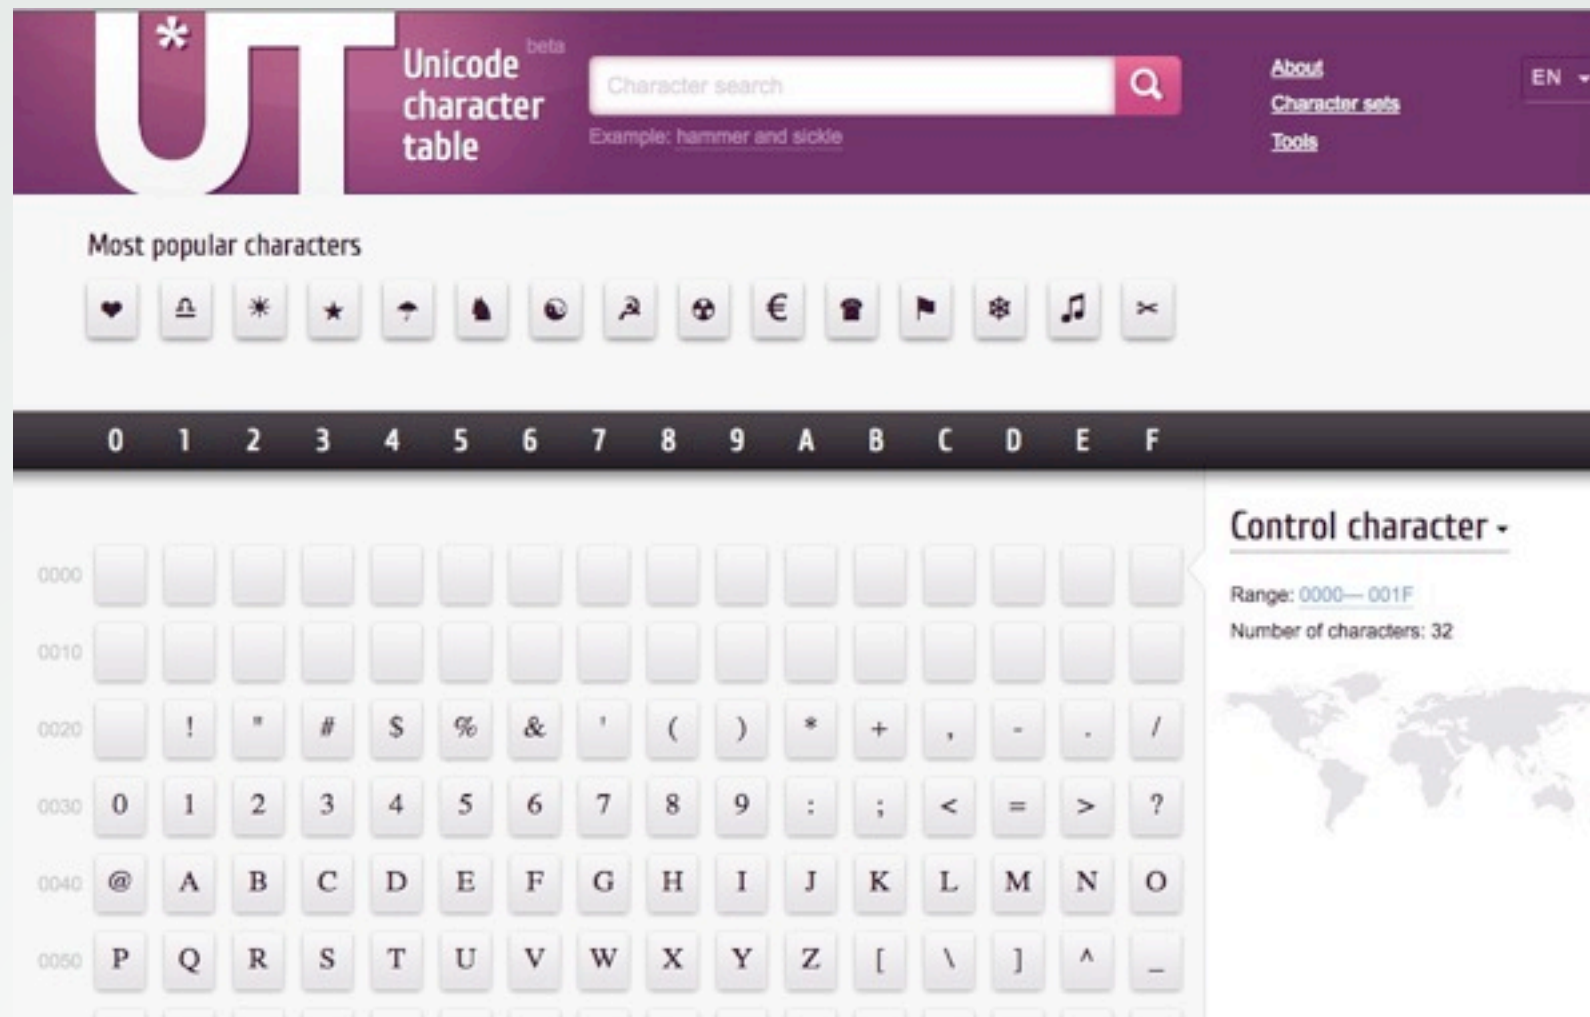 UT*
Unicode beta
character
table
Character search
Example: hammer and sickle
About
Character sets
Tools
EN
Most popular characters
❤ ♎ ☀ ★ ☂ ♞ ☯ ☭ ☢ € ☎ ⚑ ❄ ♫ ✂
0 1 2 3 4 5 6 7 8 9 A B C D E F
Control character
Range: 0000— 001F
Number of characters: 32
0000
0010
0020 ! " # $ % & ' ( ) * + , - . /
0030 0 1 2 3 4 5 6 7 8 9 : ; < = > ?
0040 @ A B C D E F G H I J K L M N O
0050 P Q R S T U V W X Y Z [ \ ] ^ _